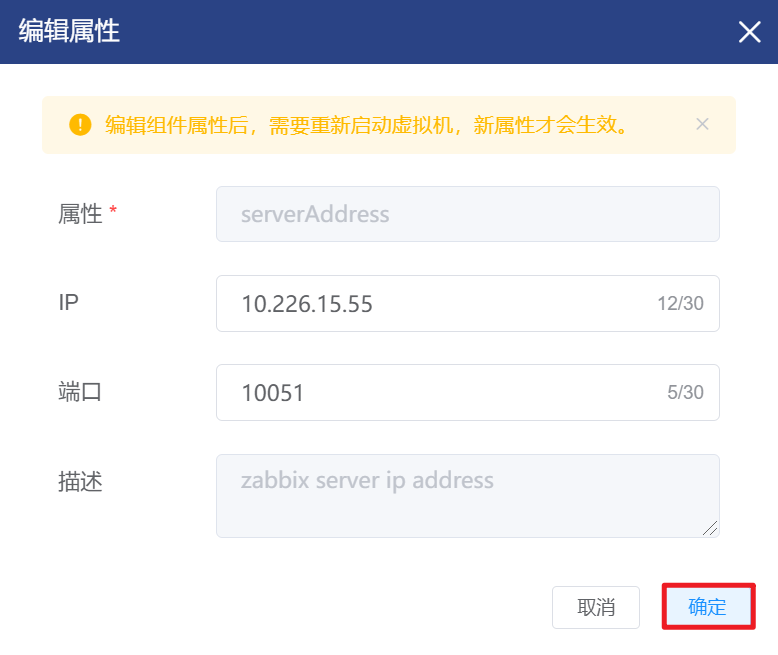 编辑属性
编辑组件属性后，需要重新启动虚拟机，新属性才会生效。
属性 * serverAddress
IP 10.226.15.55 12/30
端口 10051 5/30
描述 zabbix server ip address
取消 确定